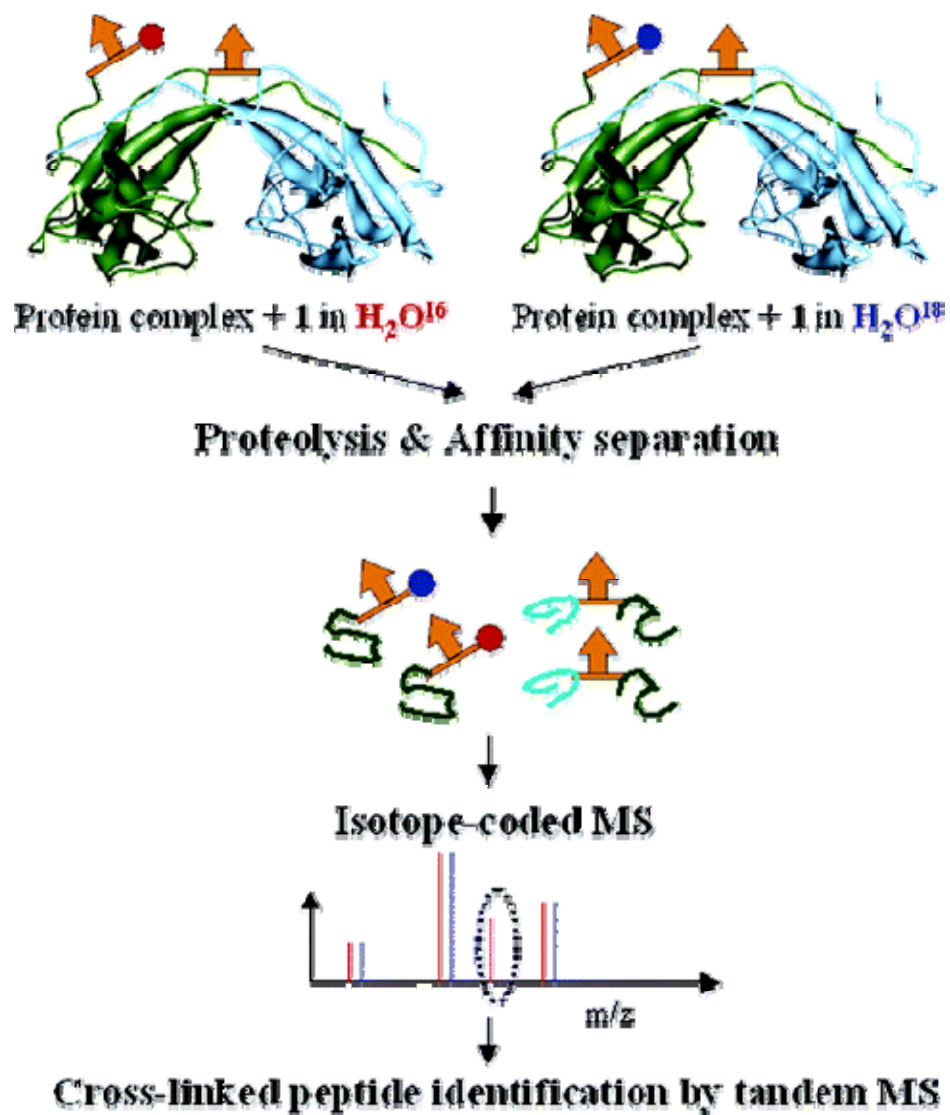 Protein complex + 1 in H₂O¹⁶
Protein complex + 1 in H₂O¹⁸
Proteolysis & Affinity separation
Isotope-coded MS
m/z
Cross-linked peptide identification by tandem MS